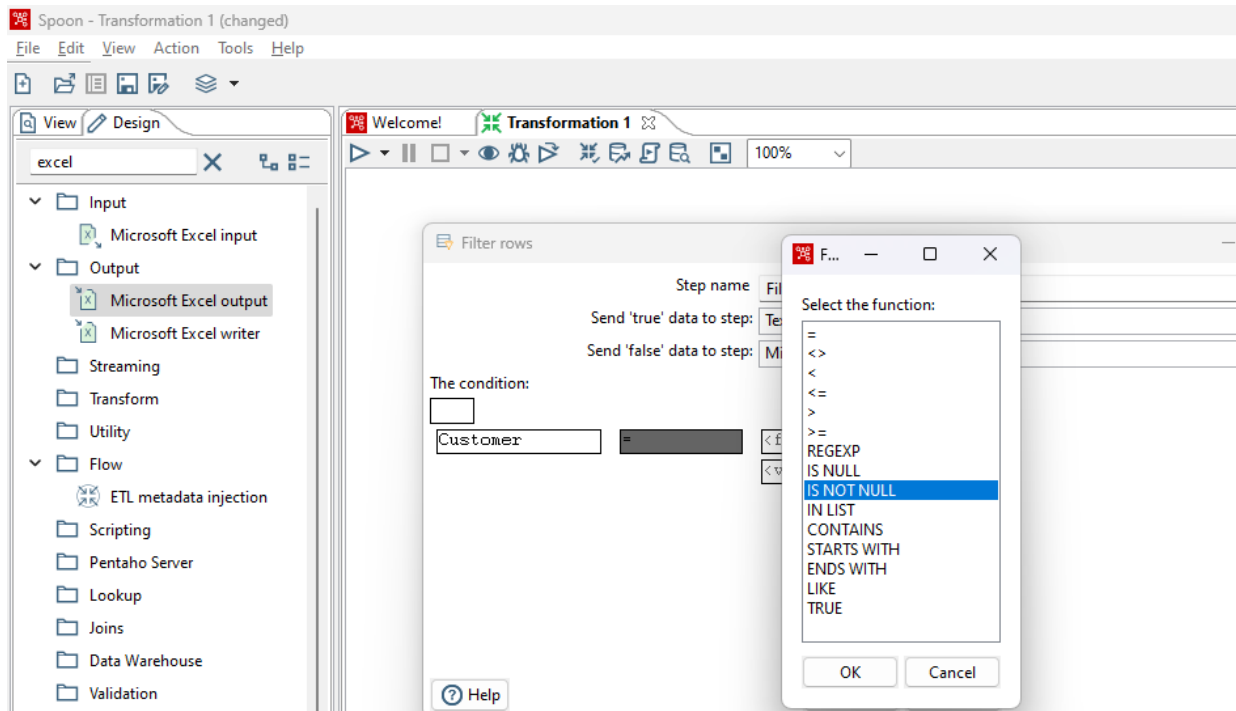 Spoon - Transformation 1 (changed)
File Edit View Action Tools Help
View Design
Welcome! Transformation 1
excel
100%
Input
Microsoft Excel input
Output
Microsoft Excel output
Microsoft Excel writer
Streaming
Transform
Utility
Flow
ETL metadata injection
Scripting
Pentaho Server
Lookup
Joins
Data Warehouse
Validation
Filter rows
Step name Fil
Send 'true' data to step: Te
Send 'false' data to step: Mi
The condition:
Customer = <f
<v
Help
F...
Select the function:
=
<>
<
<=
>
>=
REGEXP
IS NULL
IS NOT NULL
IN LIST
CONTAINS
STARTS WITH
ENDS WITH
LIKE
TRUE
OK Cancel